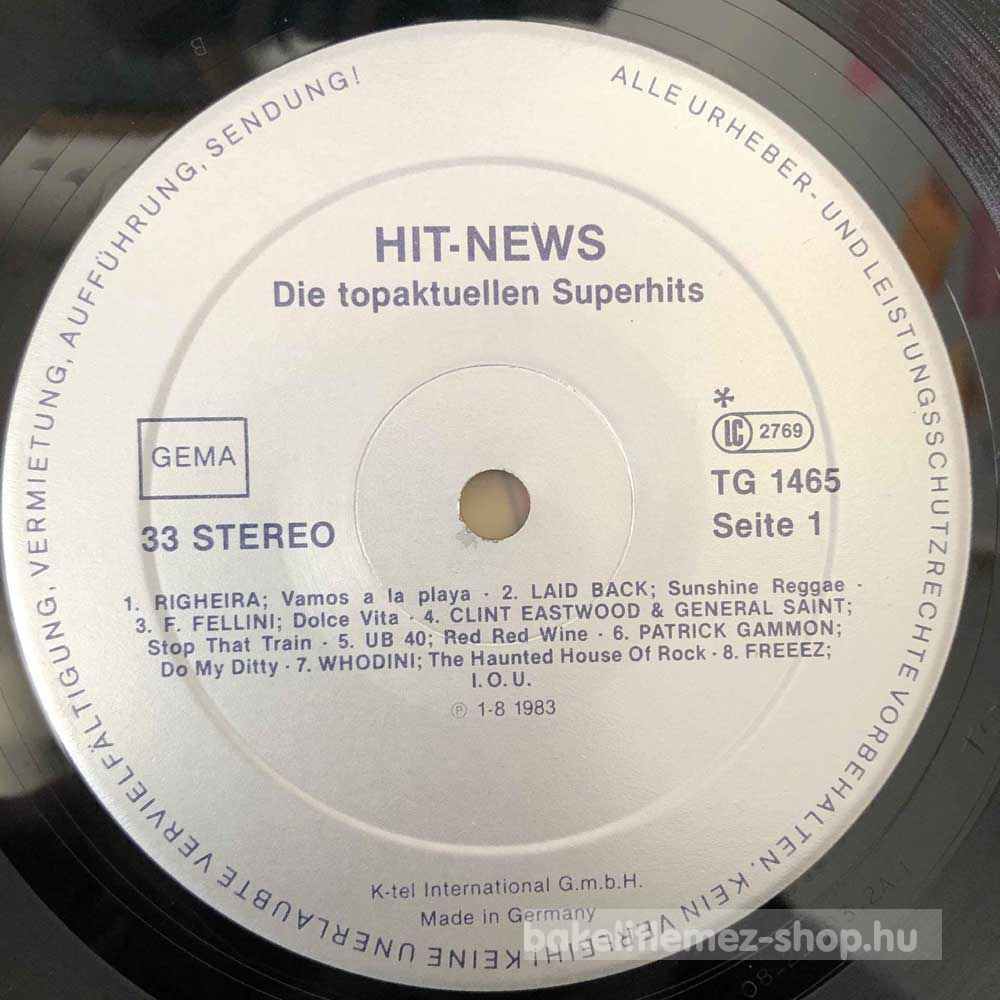 ALLE URHEBER- UND LEISTUNGSSCHUTZRECHTE VORBEHALTEN. KEIN VERLEIH! KEINE UNERLAUBTE VERVIELFÄLTIGUNG, VERMIETUNG, AUFFÜHRUNG, SENDUNG!
HIT-NEWS
Die topaktuellen Superhits
GEMA
*
LC 2769
TG 1465
33 STEREO
Seite 1
1. RIGHEIRA; Vamos a la playa · 2. LAID BACK; Sunshine Reggae ·
3. F. FELLINI; Dolce Vita · 4. CLINT EASTWOOD & GENERAL SAINT;
Stop That Train · 5. UB 40; Red Red Wine · 6. PATRICK GAMMON;
Do My Ditty · 7. WHODINI; The Haunted House Of Rock · 8. FREEEZ;
I. O. U.
℗ 1-8 1983
K-tel International G.m.b.H.
Made in Germany
bakelitlemez-shop.hu